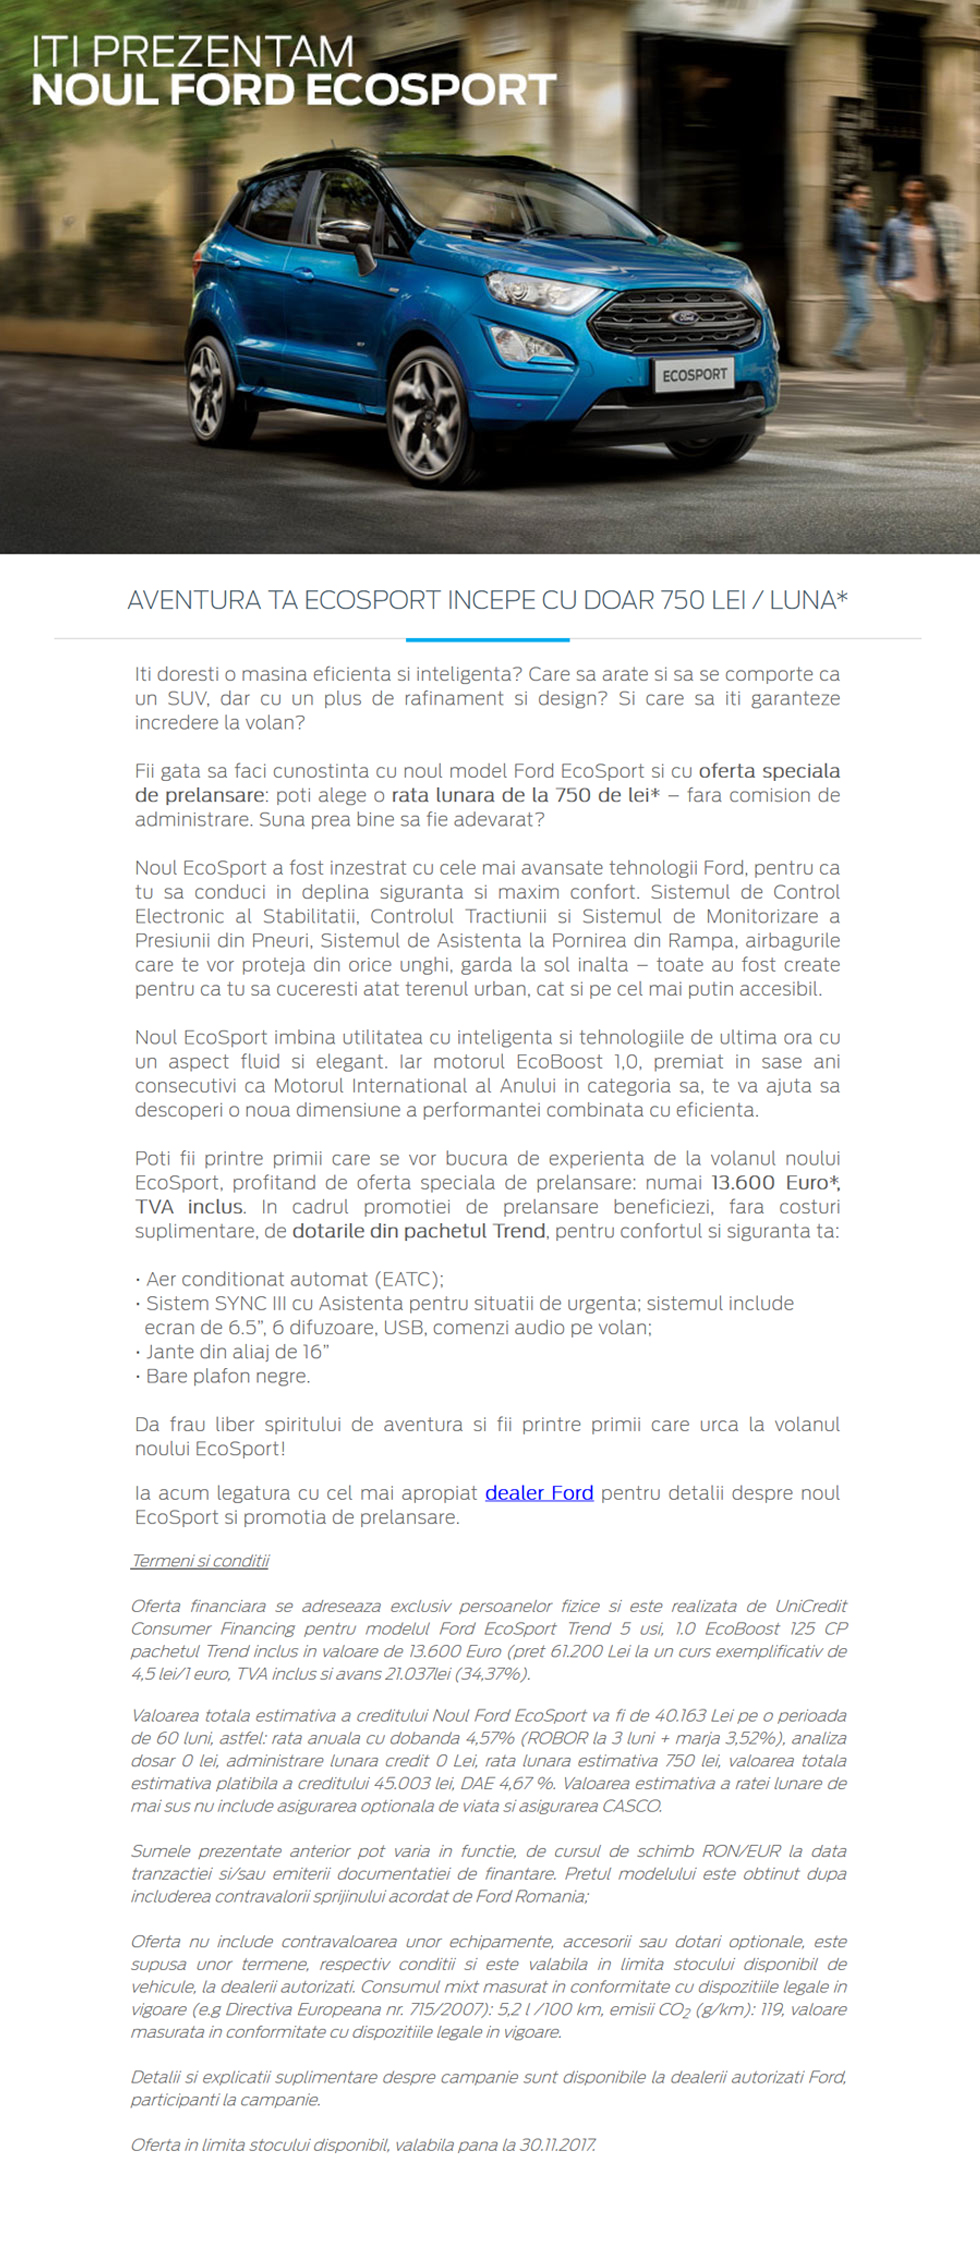 ITI PREZENTAM
NOUL FORD ECOSPORT
Ford
ECOSPORT
AVENTURA TA ECOSPORT INCEPE CU DOAR 750 LEI / LUNA*
Iti doresti o masina eficienta si inteligenta? Care sa arate si sa se comporte ca
un SUV, dar cu un plus de rafinament si design? Si care sa iti garanteze
incredere la volan?
Fii gata sa faci cunostinta cu noul model Ford EcoSport si cu oferta speciala
de prelansare: poti alege o rata lunara de la 750 de lei* – fara comision de
administrare. Suna prea bine sa fie adevarat?
Noul EcoSport a fost inzestrat cu cele mai avansate tehnologii Ford, pentru ca
tu sa conduci in deplina siguranta si maxim confort. Sistemul de Control
Electronic al Stabilitatii, Controlul Tractiunii si Sistemul de Monitorizare a
Presiunii din Pneuri, Sistemul de Asistenta la Pornirea din Rampa, airbagurile
care te vor proteja din orice unghi, garda la sol inalta – toate au fost create
pentru ca tu sa cuceresti atat terenul urban, cat si pe cel mai putin accesibil.
Noul EcoSport imbina utilitatea cu inteligenta si tehnologiile de ultima ora cu
un aspect fluid si elegant. Iar motorul EcoBoost 1,0, premiat in sase ani
consecutivi ca Motorul International al Anului in categoria sa, te va ajuta sa
descoperi o noua dimensiune a performantei combinata cu eficienta.
Poti fii printre primii care se vor bucura de experienta de la volanul noului
EcoSport, profitand de oferta speciala de prelansare: numai 13.600 Euro*,
TVA inclus. In cadrul promotiei de prelansare beneficiezi, fara costuri
suplimentare, de dotarile din pachetul Trend, pentru confortul si siguranta ta:
• Aer conditionat automat (EATC);
• Sistem SYNC III cu Asistenta pentru situatii de urgenta; sistemul include
ecran de 6.5”, 6 difuzoare, USB, comenzi audio pe volan;
• Jante din aliaj de 16”
• Bare plafon negre.
Da frau liber spiritului de aventura si fii printre primii care urca la volanul
noului EcoSport!
Ia acum legatura cu cel mai apropiat dealer Ford pentru detalii despre noul
EcoSport si promotia de prelansare.
Termeni si conditii
Oferta financiara se adreseaza exclusiv persoanelor fizice si este realizata de UniCredit
Consumer Financing pentru modelul Ford EcoSport Trend 5 usi, 1.0 EcoBoost 125 CP
pachetul Trend inclus in valoare de 13.600 Euro (pret 61.200 Lei la un curs exemplificativ de
4,5 lei/1 euro, TVA inclus si avans 21.037lei (34,37%).
Valoarea totala estimativa a creditului Noul Ford EcoSport va fi de 40.163 Lei pe o perioada
de 60 luni, astfel: rata anuala cu dobanda 4,57% (ROBOR la 3 luni + marja 3,52%), analiza
dosar 0 lei, administrare lunara credit 0 Lei, rata lunara estimativa 750 lei, valoarea totala
estimativa platibila a creditului 45.003 lei, DAE 4,67 %. Valoarea estimativa a ratei lunare de
mai sus nu include asigurarea optionala de viata si asigurarea CASCO.
Sumele prezentate anterior pot varia in functie, de cursul de schimb RON/EUR la data
tranzactiei si/sau emiterii documentatiei de finantare. Pretul modelului este obtinut dupa
includerea contravalorii sprijinului acordat de Ford Romania;
Oferta nu include contravaloarea unor echipamente, accesorii sau dotari optionale, este
supusa unor termene, respectiv conditii si este valabila in limita stocului disponibil de
vehicule, la dealerii autorizati. Consumul mixt masurat in conformitate cu dispozitiile legale in
vigoare (e.g Directiva Europeana nr. 715/2007): 5,2 l /100 km, emisii CO₂ (g/km): 119, valoare
masurata in conformitate cu dispozitiile legale in vigoare.
Detalii si explicatii suplimentare despre campanie sunt disponibile la dealerii autorizati Ford,
participanti la campanie.
Oferta in limita stocului disponibil, valabila pana la 30.11.2017.